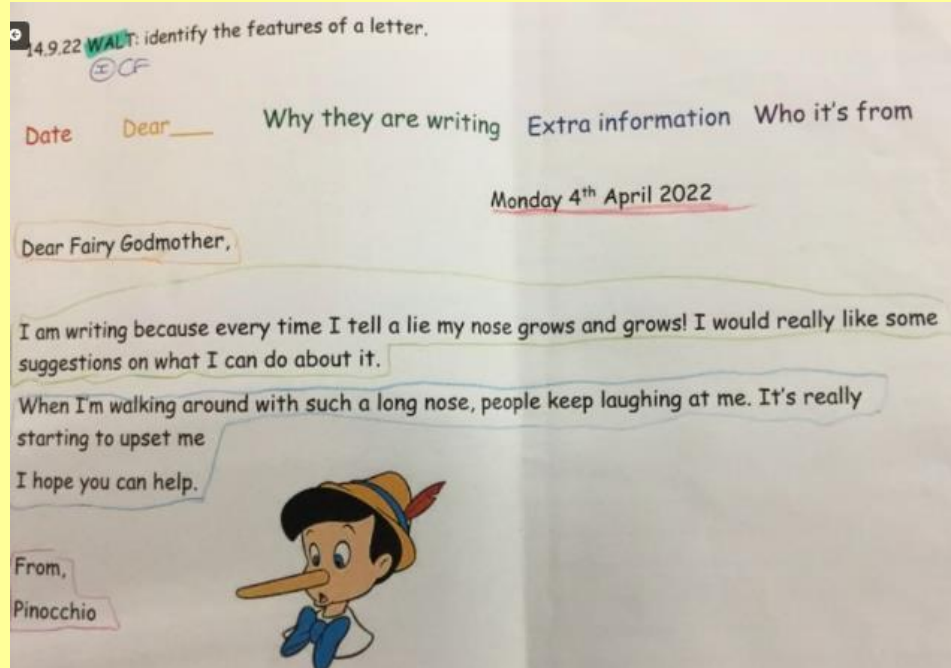 14.9.22 WALT: identify the features of a letter.
I CF
Date Dear___ Why they are writing Extra information Who it's from
Monday 4th April 2022
Dear Fairy Godmother,
I am writing because every time I tell a lie my nose grows and grows! I would really like some
suggestions on what I can do about it.
When I'm walking around with such a long nose, people keep laughing at me. It's really
starting to upset me
I hope you can help.
From,
Pinocchio